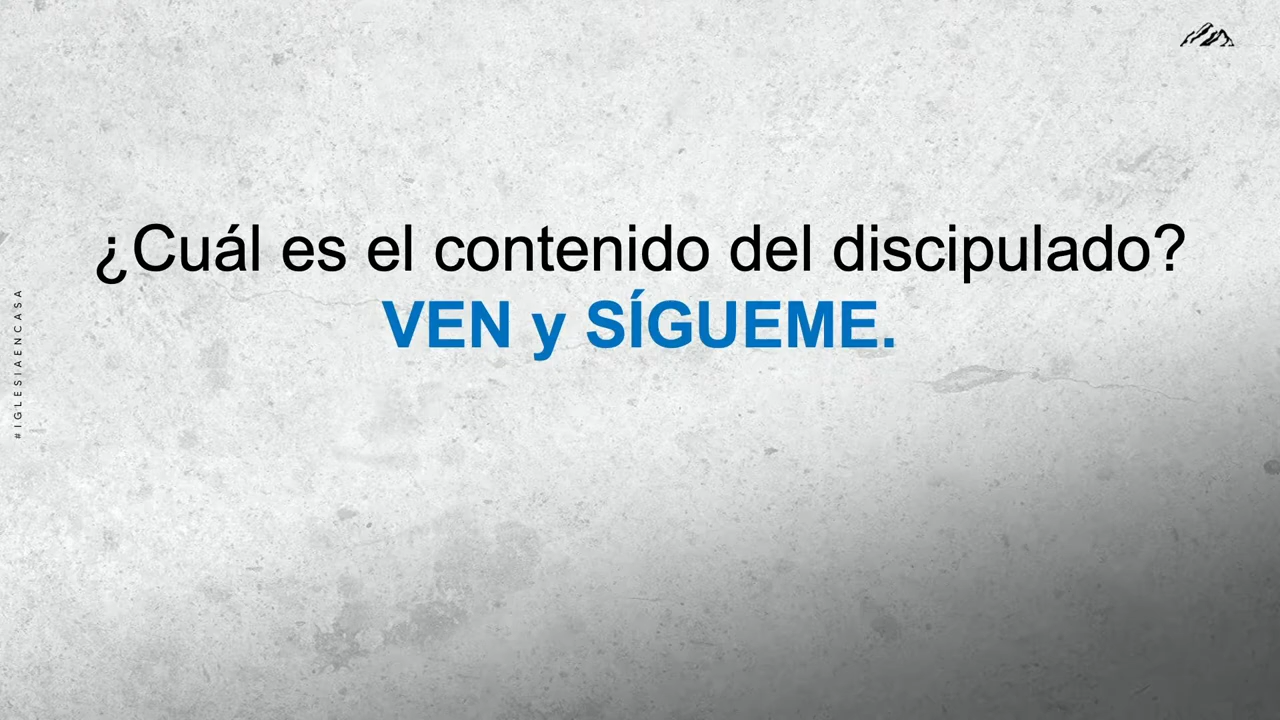 ¿Cuál es el contenido del discipulado?
VEN y SÍGUEME.
#IGLESIAENCASA